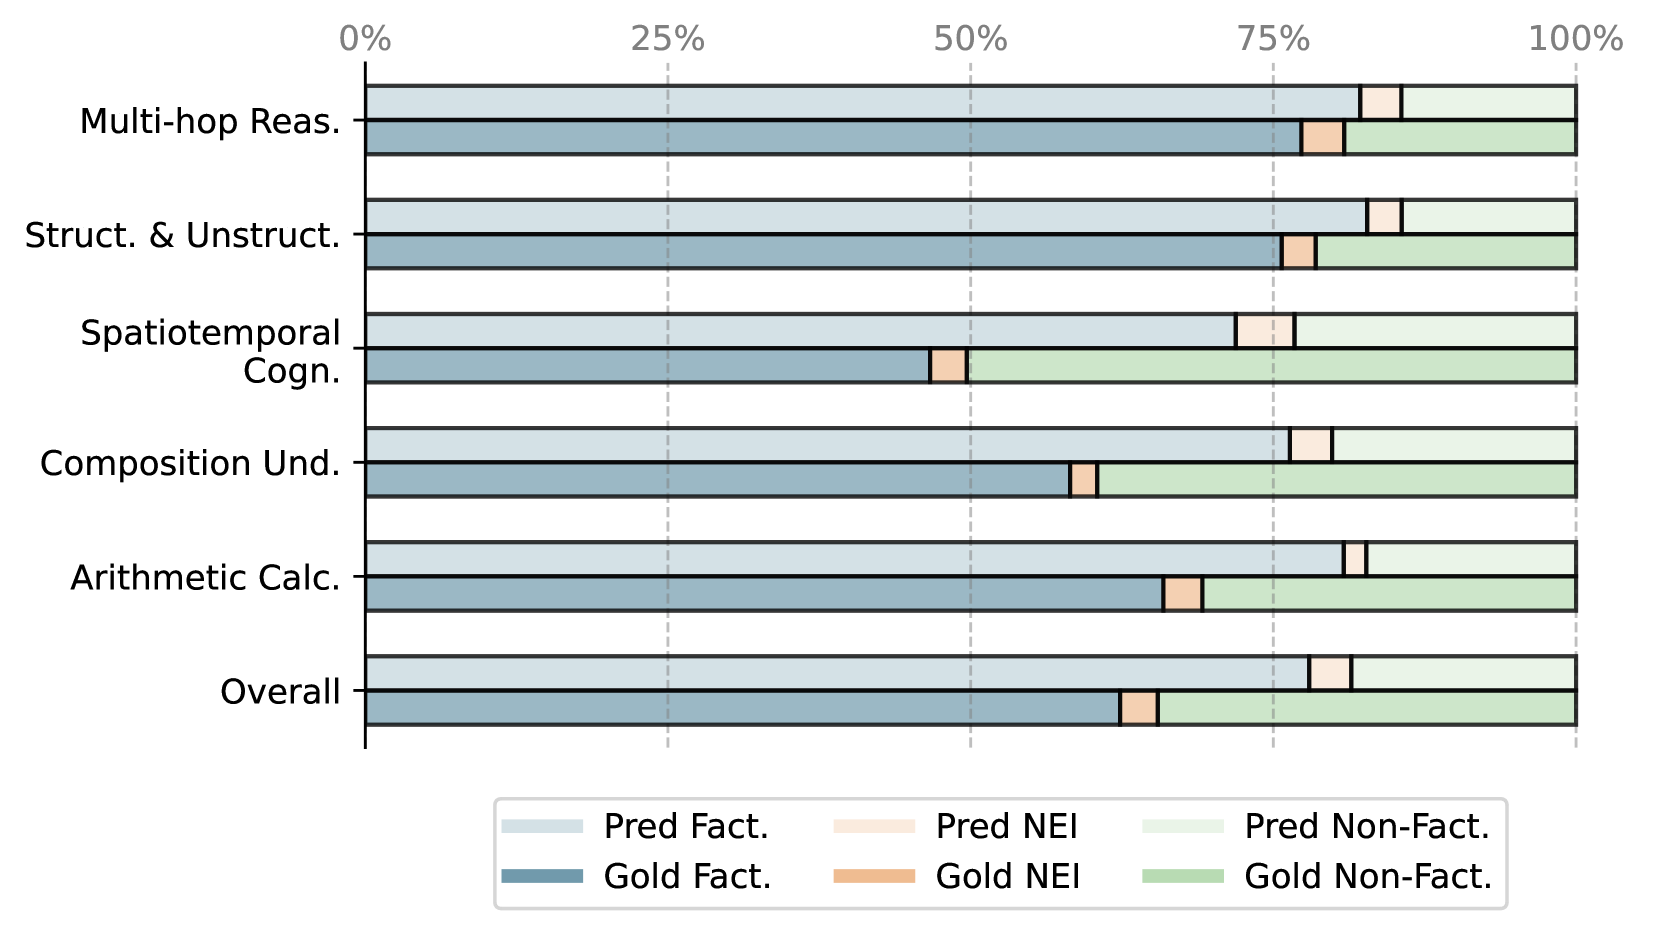 0% 25% 50% 75% 100%
Multi-hop Reas.
Struct. & Unstruct.
Spatiotemporal
Cogn.
Composition Und.
Arithmetic Calc.
Overall
Pred Fact. Pred NEI Pred Non-Fact.
Gold Fact. Gold NEI Gold Non-Fact.